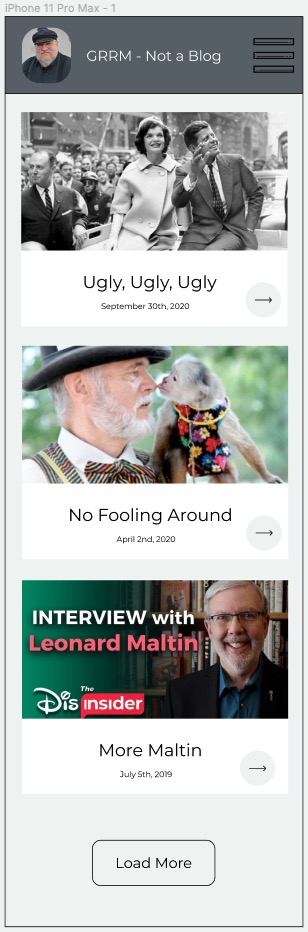 iPhone 11 Pro Max - 1
GRRM - Not a Blog
Ugly, Ugly, Ugly
September 30th, 2020
No Fooling Around
April 2nd, 2020
INTERVIEW with
Leonard Maltin
The
Dis insider
More Maltin
July 5th, 2019
Load More